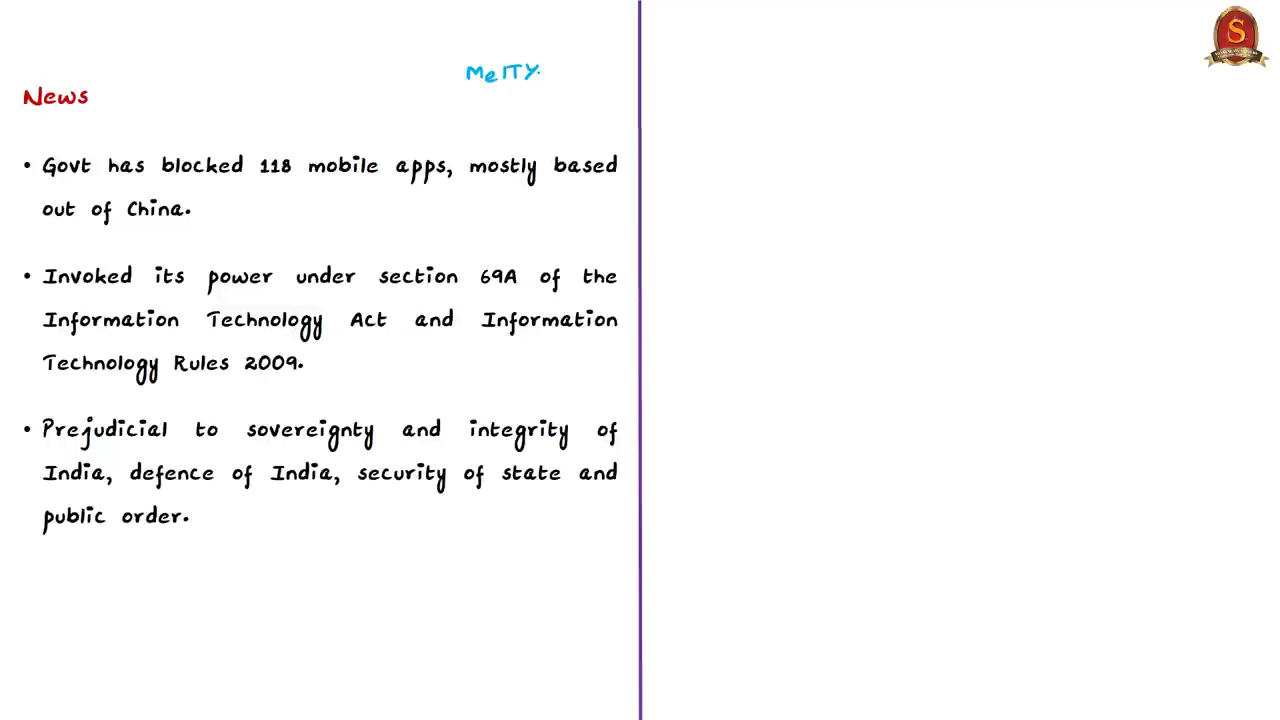 MeITY.
News
• Govt has blocked 118 mobile apps, mostly based
out of China.
• Invoked its power under section 69A of the
Information Technology Act and Information
Technology Rules 2009.
• Prejudicial to sovereignty and integrity of
India, defence of India, security of state and
public order.
S